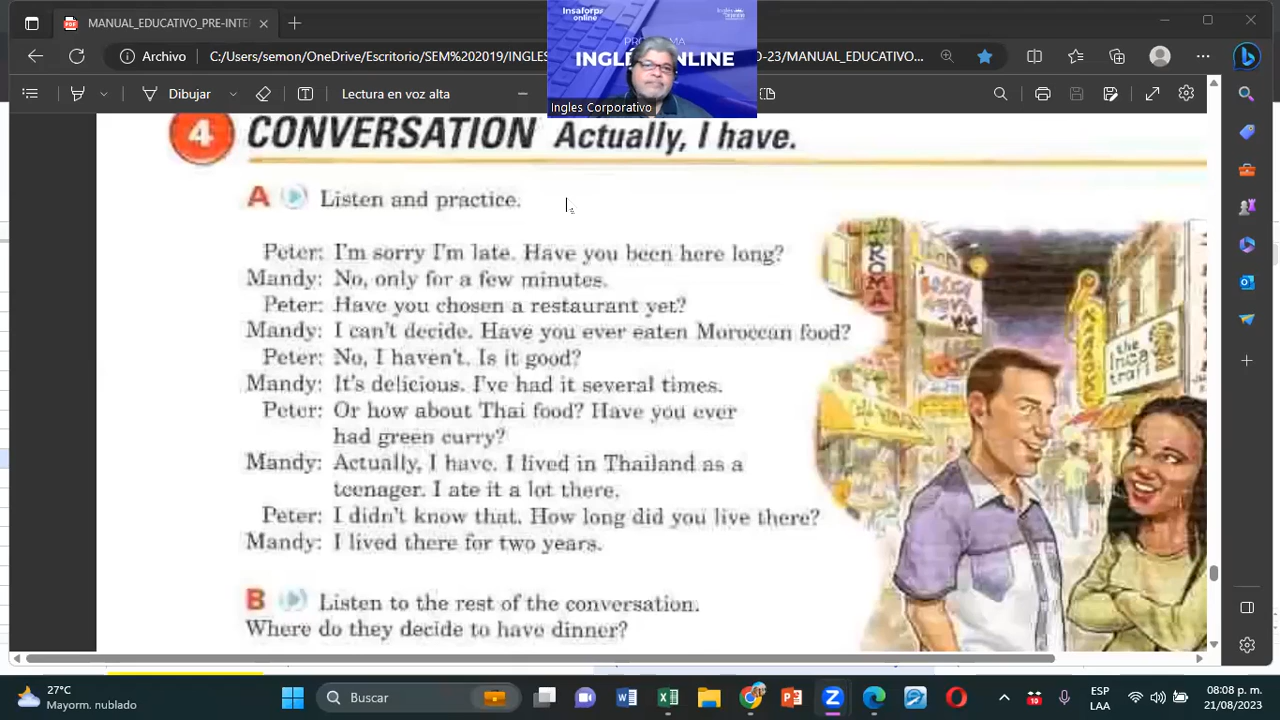 MANUAL_EDUCATIVO_PRE-INTE
Insaforp
online
PROGRAMA
INGLÉS ONLINE
Ingles Corporativo
Archivo
C:/Users/semon/OneDrive/Escritorio/SEM%202019/INGLES
O-23/MANUAL_EDUCATIVO...
Dibujar
Lectura en voz alta
4 CONVERSATION Actually, I have.
A Listen and practice.
Peter: I'm sorry I'm late. Have you been here long?
Mandy: No, only for a few minutes.
Peter: Have you chosen a restaurant yet?
Mandy: I can't decide. Have you ever eaten Moroccan food?
Peter: No, I haven't. Is it good?
Mandy: It's delicious. I've had it several times.
Peter: Or how about Thai food? Have you ever
had green curry?
Mandy: Actually, I have. I lived in Thailand as a
teenager. I ate it a lot there.
Peter: I didn't know that. How long did you live there?
Mandy: I lived there for two years.
B Listen to the rest of the conversation.
Where do they decide to have dinner?
ROMA
KARAOK
the
Inca
trail
27°C
Mayorm. nublado
Buscar
10
ESP
LAA
08:08 p. m.
21/08/2023